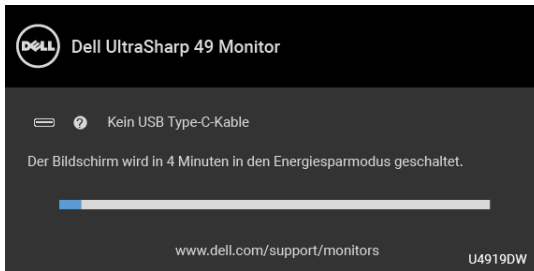 DELL
Dell UltraSharp 49 Monitor
Kein USB Type-C-Kable
Der Bildschirm wird in 4 Minuten in den Energiesparmodus geschaltet.
www.dell.com/support/monitors
U4919DW